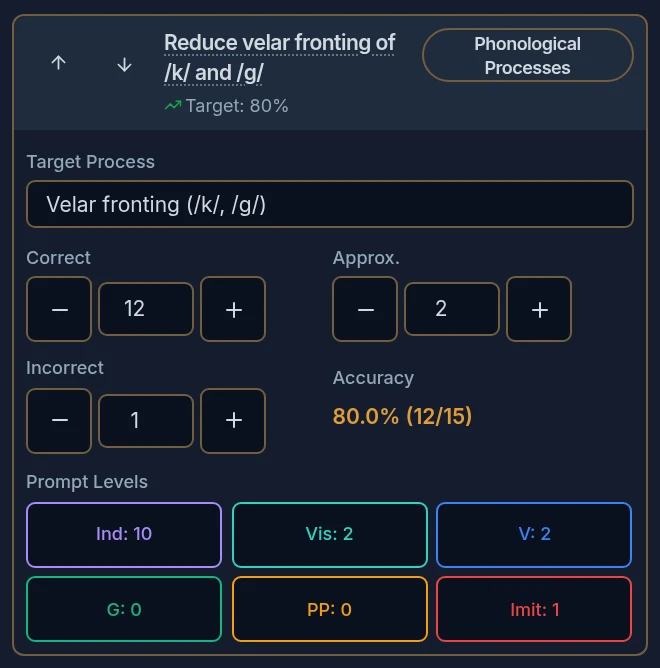 Reduce velar fronting of
/k/ and /g/
Phonological
Processes
Target: 80%
Target Process
Velar fronting (/k/, /g/)
Correct
Approx.
− 12 +
− 2 +
Incorrect
Accuracy
− 1 +
80.0% (12/15)
Prompt Levels
Ind: 10
Vis: 2
V: 2
G: 0
PP: 0
Imit: 1